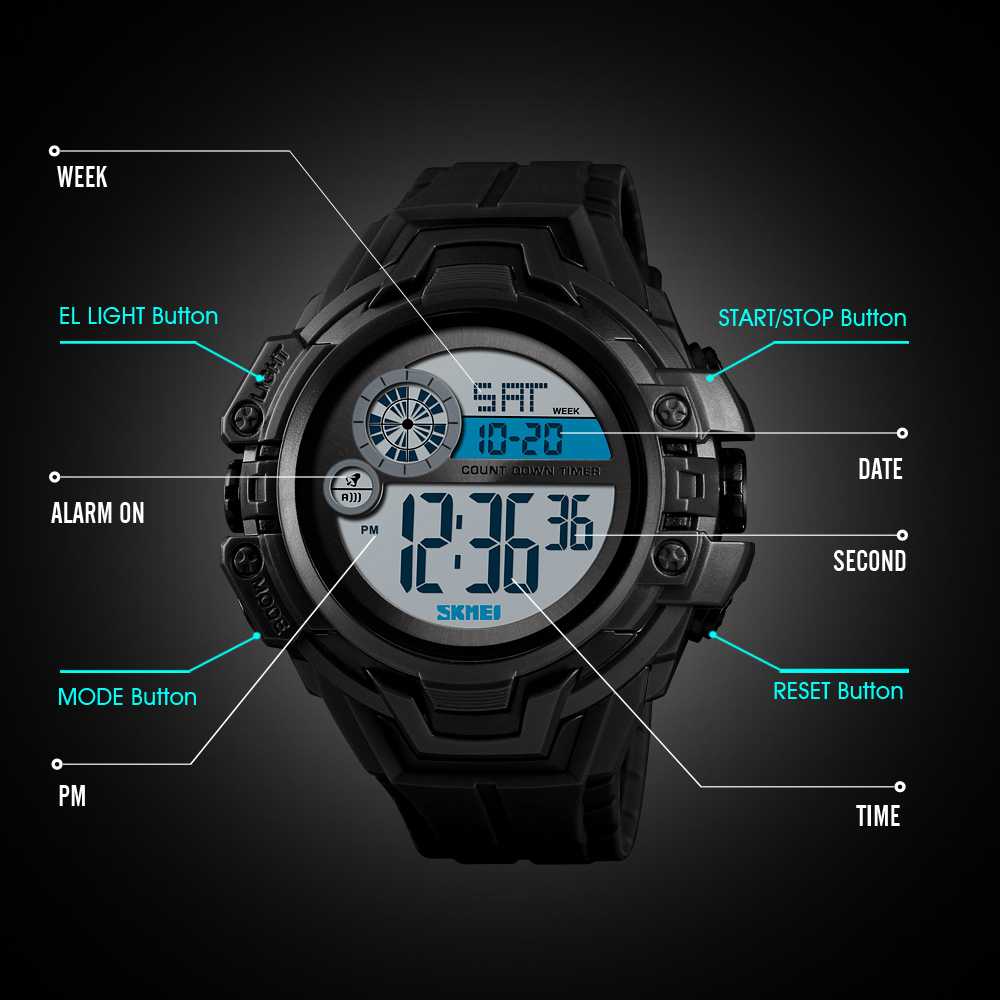 WEEK
EL LIGHT Button
START/STOP Button
LIGHT
SAT
WEEK
10-20
DATE
COUNT DOWN TIMER
ALARM ON
A)))
PM
12:36 36
SECOND
SKMEI
MODE
MODE Button
RESET Button
PM
TIME